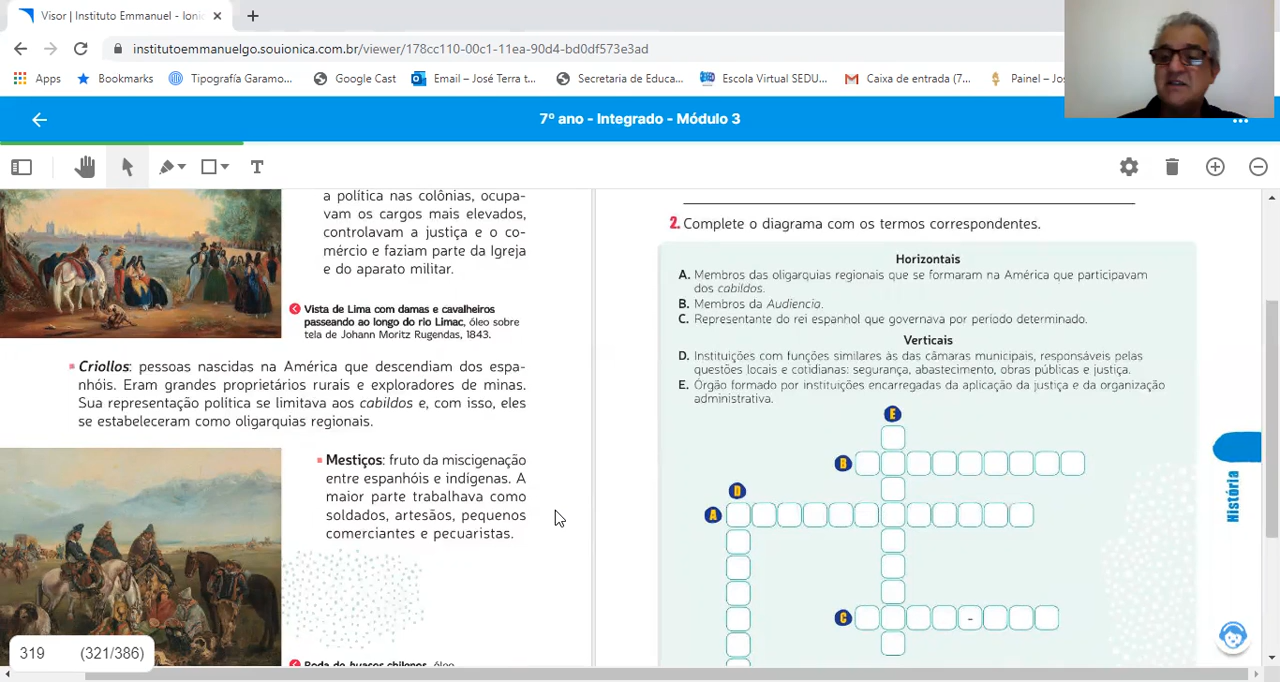 Visor | Instituto Emmanuel - Ionic
institutoemmanuelgo.souionica.com.br/viewer/178cc110-00c1-11ea-90d4-bd0df573e3ad
Apps Bookmarks Tipografía Garamo... Google Cast Email – José Terra t... Secretaria de Educa... Escola Virtual SEDU... Caixa de entrada (7... Painel – Jos
7º ano - Integrado - Módulo 3
T
a política nas colônias, ocupa-
vam os cargos mais elevados,
controlavam a justiça e o co-
mércio e faziam parte da Igreja
e do aparato militar.
Vista de Lima com damas e cavalheiros
passeando ao longo do rio Limac, óleo sobre
tela de Johann Moritz Rugendas, 1843.
Criollos: pessoas nascidas na América que descendiam dos espa-
nhóis. Eram grandes proprietários rurais e exploradores de minas.
Sua representação política se limitava aos cabildos e, com isso, eles
se estabeleceram como oligarquias regionais.
Mestiços: fruto da miscigenação
entre espanhóis e indígenas. A
maior parte trabalhava como
soldados, artesãos, pequenos
comerciantes e pecuaristas.
Roda de huasos chilenos, óleo
319 (321/386)
2. Complete o diagrama com os termos correspondentes.
Horizontais
A. Membros das oligarquias regionais que se formaram na América que participavam
dos cabildos.
B. Membros da Audiencia.
C. Representante do rei espanhol que governava por período determinado.
Verticais
D. Instituições com funções similares às das câmaras municipais, responsáveis pelas
questões locais e cotidianas: segurança, abastecimento, obras públicas e justiça.
E. Órgão formado por instituições encarregadas da aplicação da justiça e da organização
administrativa.
E
B
D
A
C
-
História